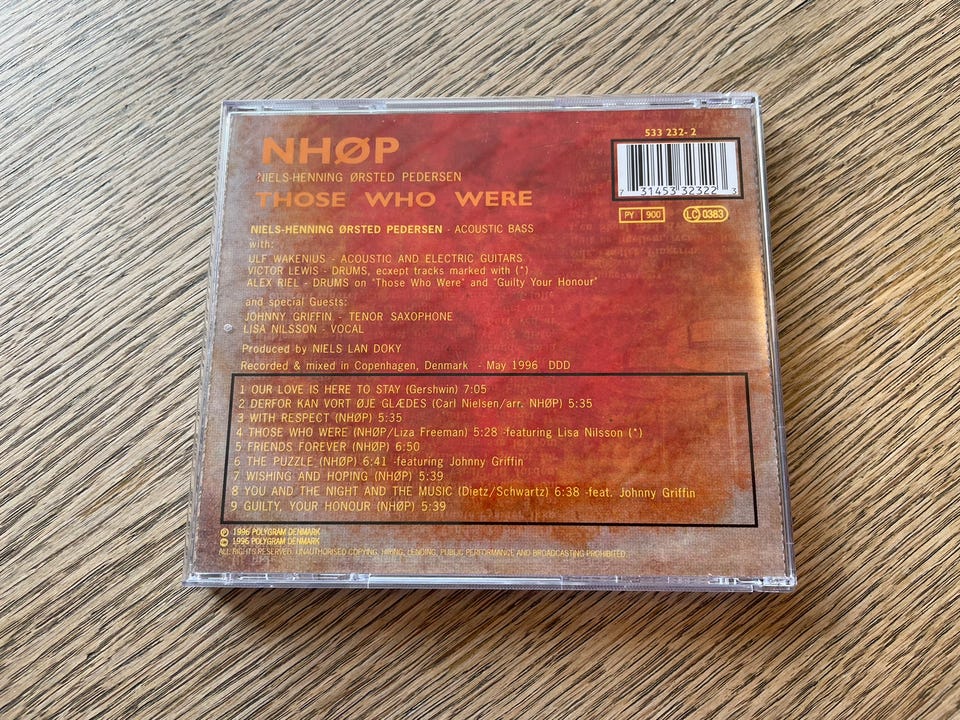 533 232- 2
7 31453 32322 3
PY 900
LC 0383
NHØP
NIELS-HENNING ØRSTED PEDERSEN
THOSE WHO WERE
NIELS-HENNING ØRSTED PEDERSEN - ACOUSTIC BASS
with:
ULF WAKENIUS - ACOUSTIC AND ELECTRIC GUITARS
VICTOR LEWIS - DRUMS, ecxept tracks marked with (*)
ALEX RIEL - DRUMS on "Those Who Were" and "Guilty Your Honour"
and special Guests:
JOHNNY GRIFFIN - TENOR SAXOPHONE
LISA NILSSON - VOCAL
Produced by NIELS LAN DOKY
Recorded & mixed in Copenhagen, Denmark - May 1996 DDD
1 OUR LOVE IS HERE TO STAY (Gershwin) 7:05
2 DERFOR KAN VORT ØJE GLÆDES (Carl Nielsen/arr. NHØP) 5:35
3 WITH RESPECT (NHØP) 5:35
4 THOSE WHO WERE (NHØP/Liza Freeman) 5:28 -featuring Lisa Nilsson (*)
5 FRIENDS FOREVER (NHØP) 6:50
6 THE PUZZLE (NHØP) 6:41 -featuring Johnny Griffin
7 WISHING AND HOPING (NHØP) 5:39
8 YOU AND THE NIGHT AND THE MUSIC (Dietz/Schwartz) 6:38 -feat. Johnny Griffin
9 GUILTY, YOUR HONOUR (NHØP) 5:39
℗ 1996 POLYGRAM DENMARK
© 1996 POLYGRAM DENMARK
ALL RIGHTS RESERVED. UNAUTHORISED COPYING, HIRING, LENDING, PUBLIC PERFORMANCE AND BROADCASTING PROHIBITED.